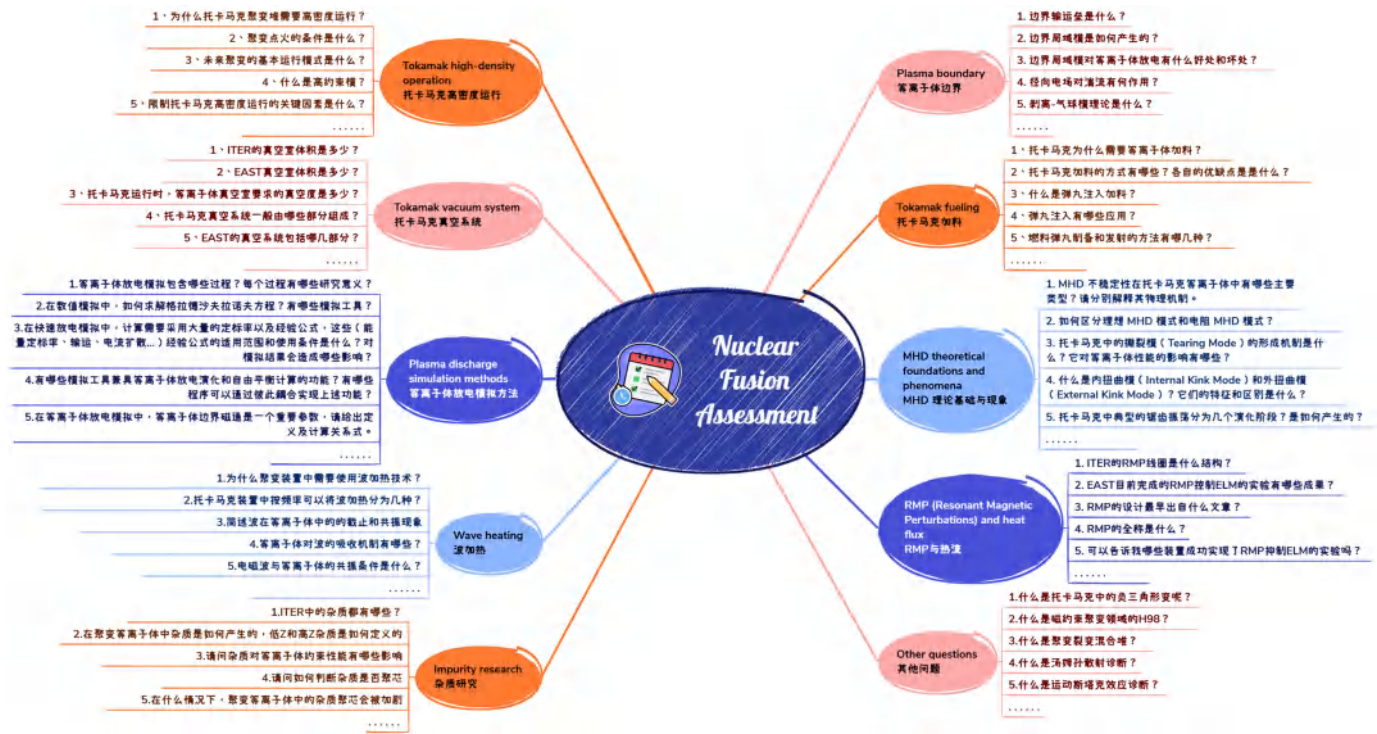 Nuclear
Fusion
Assessment
1、为什么托卡马克聚变堆需要高密度运行？
2、聚变点火的条件是什么？
3、未来聚变的基本运行模式是什么？
4、什么是高约束模？
5、限制托卡马克高密度运行的关键因素是什么？
......
Tokamak high-density
operation
托卡马克高密度运行
1、ITER的真空室体积是多少？
2、EAST真空室体积是多少？
3、托卡马克运行时，等离子体真空室要求的真空度是多少？
4、托卡马克真空系统一般由哪些部分组成？
5、EAST的真空系统包括哪几部分？
......
Tokamak vacuum system
托卡马克真空系统
1.等离子体放电模拟包含哪些过程？每个过程有哪些研究意义？
2.在数值模拟中，如何求解格拉德沙夫拉诺夫方程？有哪些模拟工具？
3.在快速放电模拟中，计算需要采用大量的定标率以及经验公式，这些（能
量定标率、输运、电流扩散...）经验公式的适用范围和使用条件是什么？对
模拟结果会造成哪些影响？
4.有哪些模拟工具兼具等离子体放电演化和自由平衡计算的功能？有哪些
程序可以通过彼此耦合实现上述功能？
5.在等离子体放电模拟中，等离子体边界磁通是一个重要参数，请给出定
义及计算关系式。
......
Plasma discharge
simulation methods
等离子体放电模拟方法
1.为什么聚变装置中需要使用波加热技术？
2.托卡马克装置中按频率可以将波加热分为几种？
3.简述波在等离子体中的的截止和共振现象
4.等离子体对波的吸收机制有哪些？
5.电磁波与等离子体的共振条件是什么？
......
Wave heating
波加热
1.ITER中的杂质都有哪些？
2.在聚变等离子体中杂质是如何产生的，低Z和高Z杂质是如何定义的
3.请问杂质对等离子体约束性能有哪些影响
4.请问如何判断杂质是否聚芯
5.在什么情况下，聚变等离子体中的杂质聚芯会被加剧
......
Impurity research
杂质研究
Plasma boundary
等离子体边界
1. 边界输运垒是什么？
2. 边界局域模是如何产生的？
3. 边界局域模对等离子体放电有什么好处和坏处？
4. 径向电场对湍流有何作用？
5. 剥离-气球模理论是什么？
......
Tokamak fueling
托卡马克加料
1、托卡马克为什么需要等离子体加料？
2、托卡马克加料的方式有哪些？各自的优缺点是是什么？
3、什么是弹丸注入加料？
4、弹丸注入有哪些应用？
5、燃料弹丸制备和发射的方法有哪几种？
......
MHD theoretical
foundations and
phenomena
MHD 理论基础与现象
1. MHD 不稳定性在托卡马克等离子体中有哪些主要
类型？请分别解释其物理机制。
2. 如何区分理想 MHD 模式和电阻 MHD 模式？
3. 托卡马克中的撕裂模（Tearing Mode）的形成机制是什
么？它对等离子体性能的影响有哪些？
4. 什么是内扭曲模（Internal Kink Mode）和外扭曲模
（External Kink Mode）？它们的特征和区别是什么？
5. 托卡马克中典型的锯齿振荡分为几个演化阶段？是如何产生的？
......
RMP (Resonant Magnetic
Perturbations) and heat
flux
RMP与热流
1. ITER的RMP线圈是什么结构？
2. EAST目前完成的RMP控制ELM的实验有哪些成果？
3. RMP的设计最早出自什么文章？
4. RMP的全称是什么？
5. 可以告诉我哪些装置成功实现了RMP抑制ELM的实验吗？
......
Other questions
其他问题
1.什么是托卡马克中的负三角形变呢？
2.什么是磁约束聚变领域的H98？
3.什么是聚变裂变混合堆？
4.什么是汤姆孙散射诊断？
5.什么是运动斯塔克效应诊断？
......